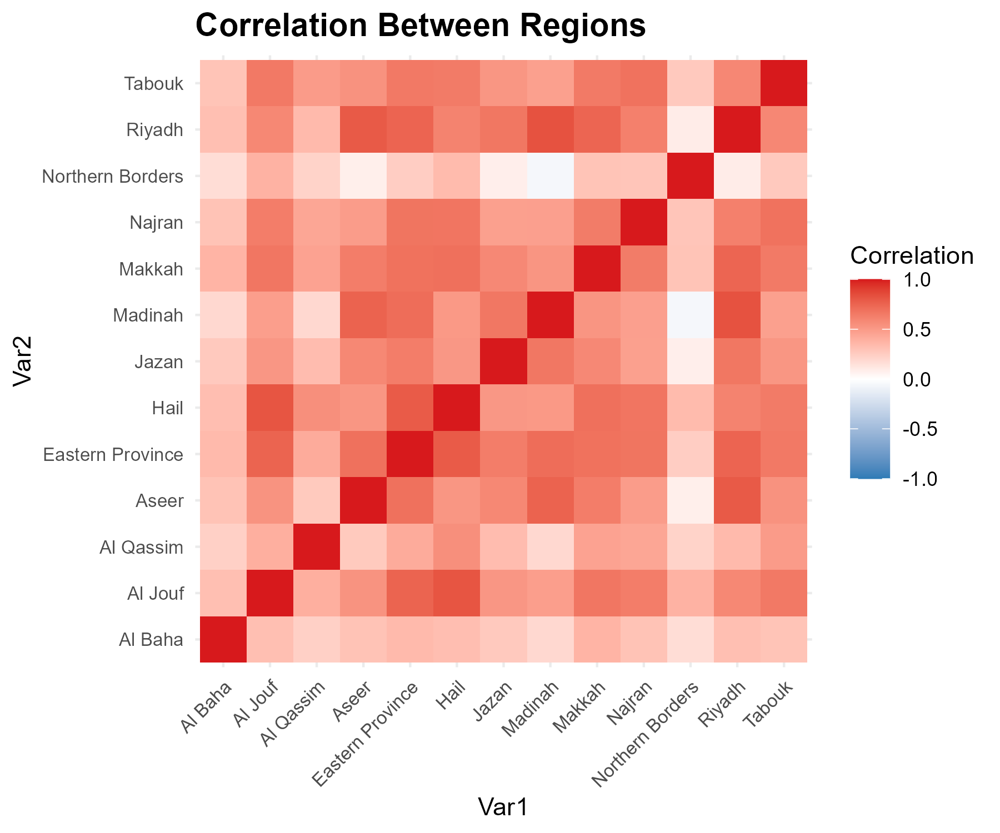 Correlation Between Regions
Tabouk
Riyadh
Northern Borders
Najran
Makkah
Madinah
Jazan
Hail
Eastern Province
Aseer
Al Qassim
Al Jouf
Al Baha
Var2
Al Baha
Al Jouf
Al Qassim
Aseer
Eastern Province
Hail
Jazan
Madinah
Makkah
Najran
Northern Borders
Riyadh
Tabouk
Var1
Correlation
1.0
0.5
0.0
-0.5
-1.0